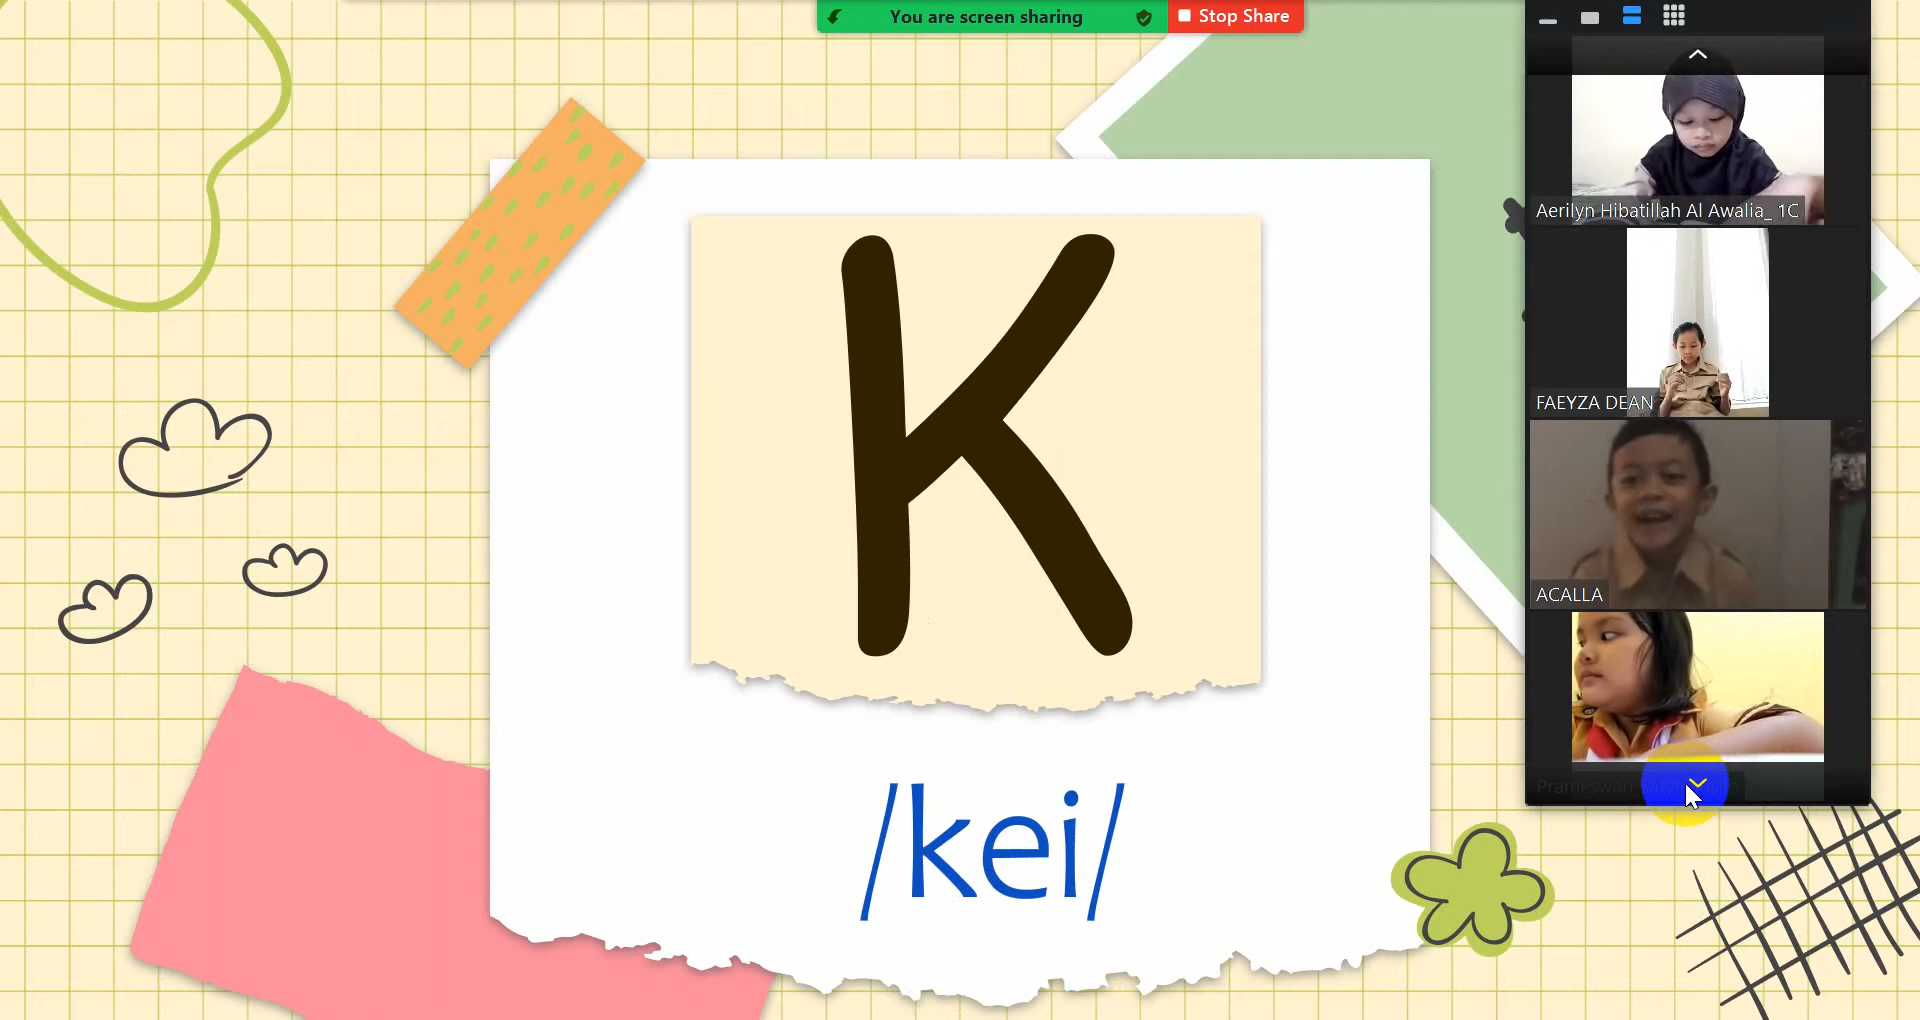 You are screen sharing
Stop Share
K
/kei/
Aerilyn Hibatillah Al Awalia_ 1C
FAEYZA DEAN
ACALLA